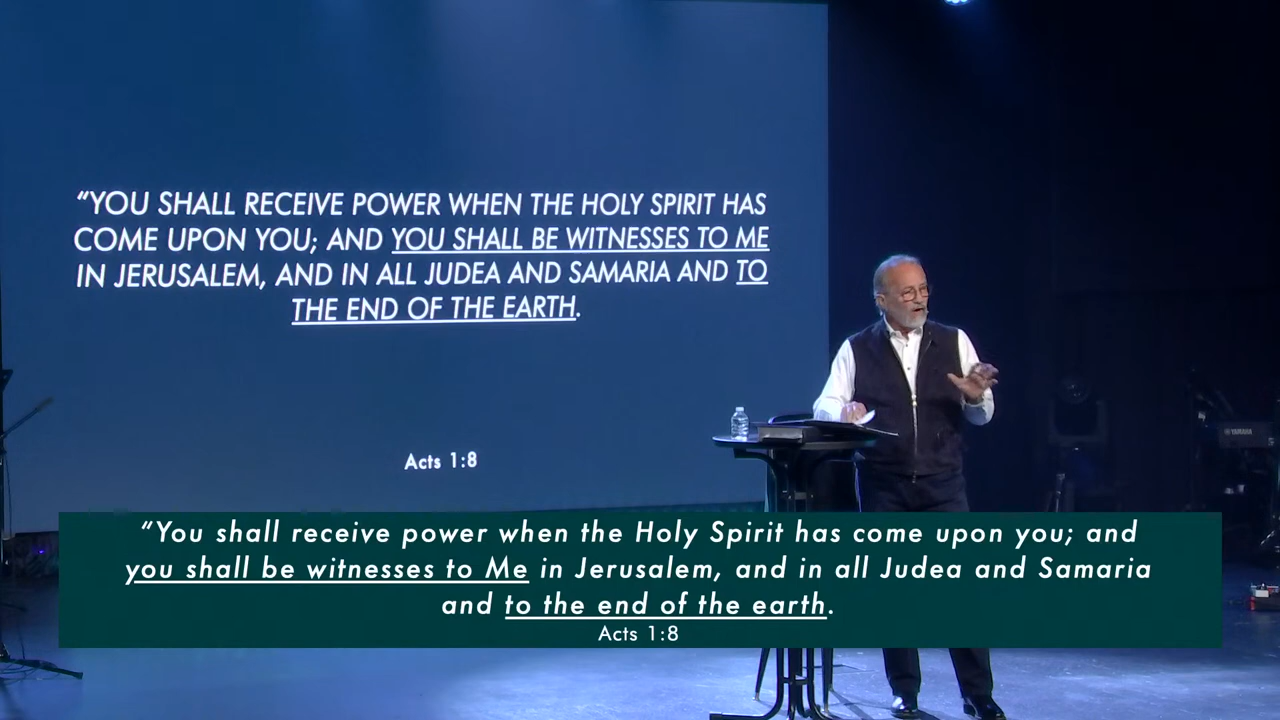 “YOU SHALL RECEIVE POWER WHEN THE HOLY SPIRIT HAS
COME UPON YOU; AND YOU SHALL BE WITNESSES TO ME
IN JERUSALEM, AND IN ALL JUDEA AND SAMARIA AND TO
THE END OF THE EARTH.
Acts 1:8
YAMAHA
“You shall receive power when the Holy Spirit has come upon you; and
you shall be witnesses to Me in Jerusalem, and in all Judea and Samaria
and to the end of the earth.
Acts 1:8